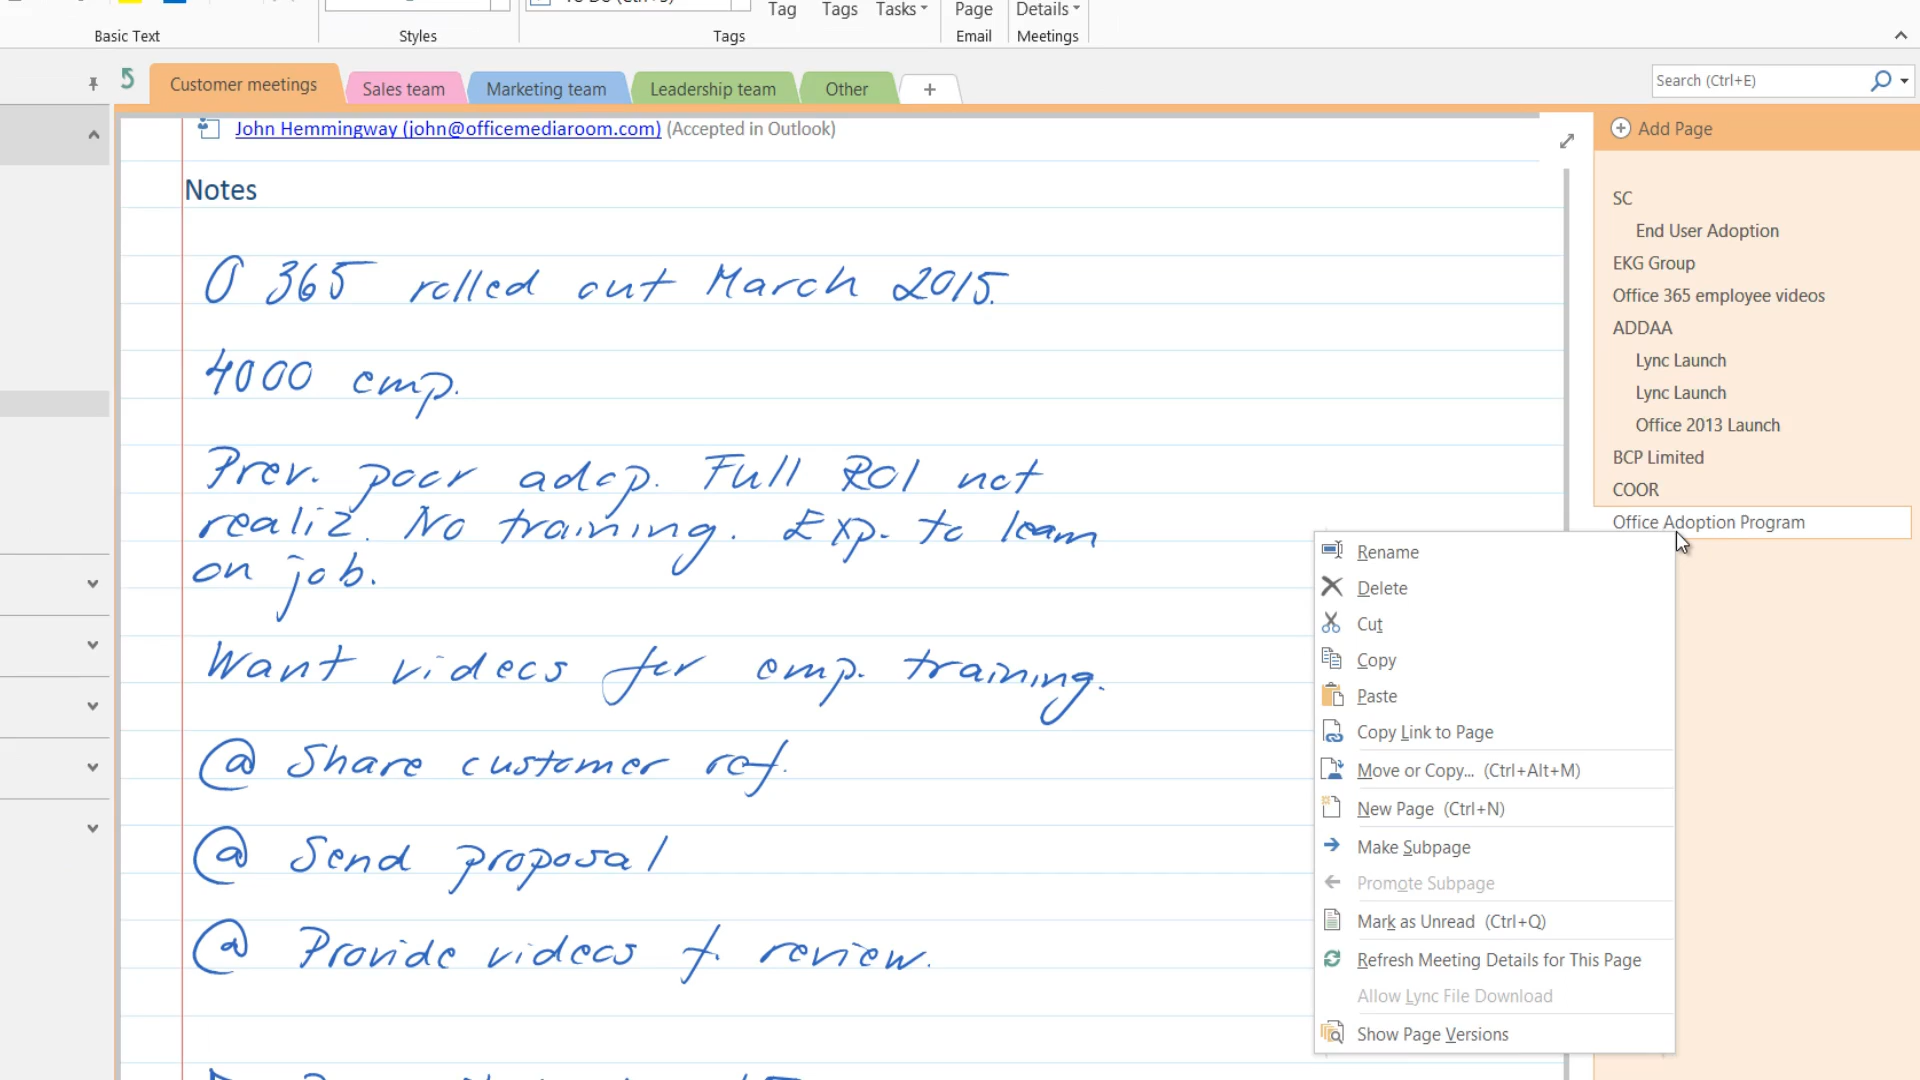 Tag Tags Tasks Page Details
Basic Text Styles Tags Email Meetings
Customer meetings Sales team Marketing team Leadership team Other + Search (Ctrl+E)
John Hemmingway (john@officemediaroom.com) (Accepted in Outlook)
Notes
O 365 rolled out March 2015.
4000 emp.
Prev. poor adop. Full ROI not
realiz. No training. Exp. to learn
on job.
Want videos for emp. training.
@ Share customer ref.
@ Send proposal
@ Provide videos f. review.
Add Page
SC
End User Adoption
EKG Group
Office 365 employee videos
ADDAA
Lync Launch
Lync Launch
Office 2013 Launch
BCP Limited
COOR
Office Adoption Program
Rename
Delete
Cut
Copy
Paste
Copy Link to Page
Move or Copy... (Ctrl+Alt+M)
New Page (Ctrl+N)
Make Subpage
Promote Subpage
Mark as Unread (Ctrl+Q)
Refresh Meeting Details for This Page
Allow Lync File Download
Show Page Versions